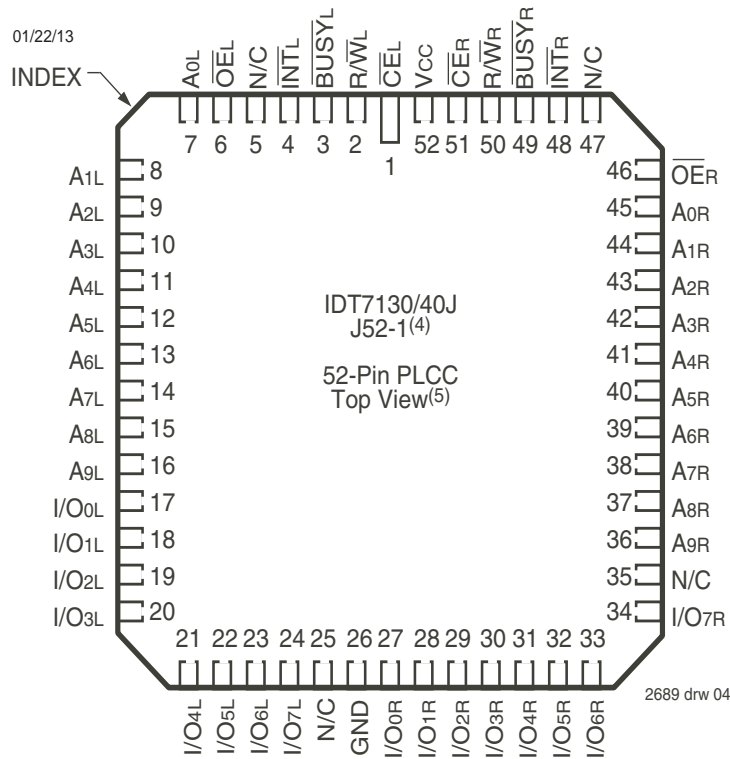 01/22/13
INDEX
A0L
OEL
N/C
INTL
BUSYL
R/WL
CEL
VCC
CER
R/WR
BUSYR
INTR
N/C
7 6 5 4 3 2 1 52 51 50 49 48 47
A1L 8
A2L 9
A3L 10
A4L 11
A5L 12
A6L 13
A7L 14
A8L 15
A9L 16
I/O0L 17
I/O1L 18
I/O2L 19
I/O3L 20
IDT7130/40J
J52-1(4)
52-Pin PLCC
Top View(5)
46 OER
45 A0R
44 A1R
43 A2R
42 A3R
41 A4R
40 A5R
39 A6R
38 A7R
37 A8R
36 A9R
35 N/C
34 I/O7R
21 22 23 24 25 26 27 28 29 30 31 32 33
I/O4L
I/O5L
I/O6L
I/O7L
N/C
GND
I/O0R
I/O1R
I/O2R
I/O3R
I/O4R
I/O5R
I/O6R
2689 drw 04